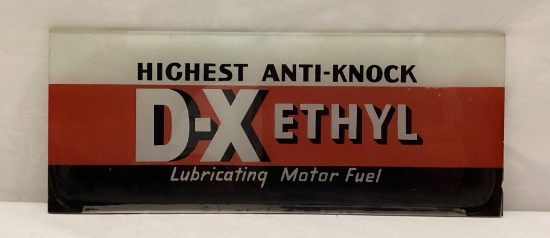 HIGHEST ANTI-KNOCK
D-X ETHYL
Lubricating Motor Fuel